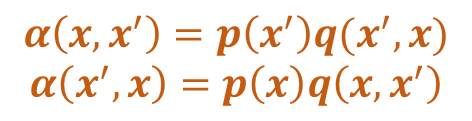 α(x, x′) = p(x′)q(x′, x)
α(x′, x) = p(x)q(x, x′)